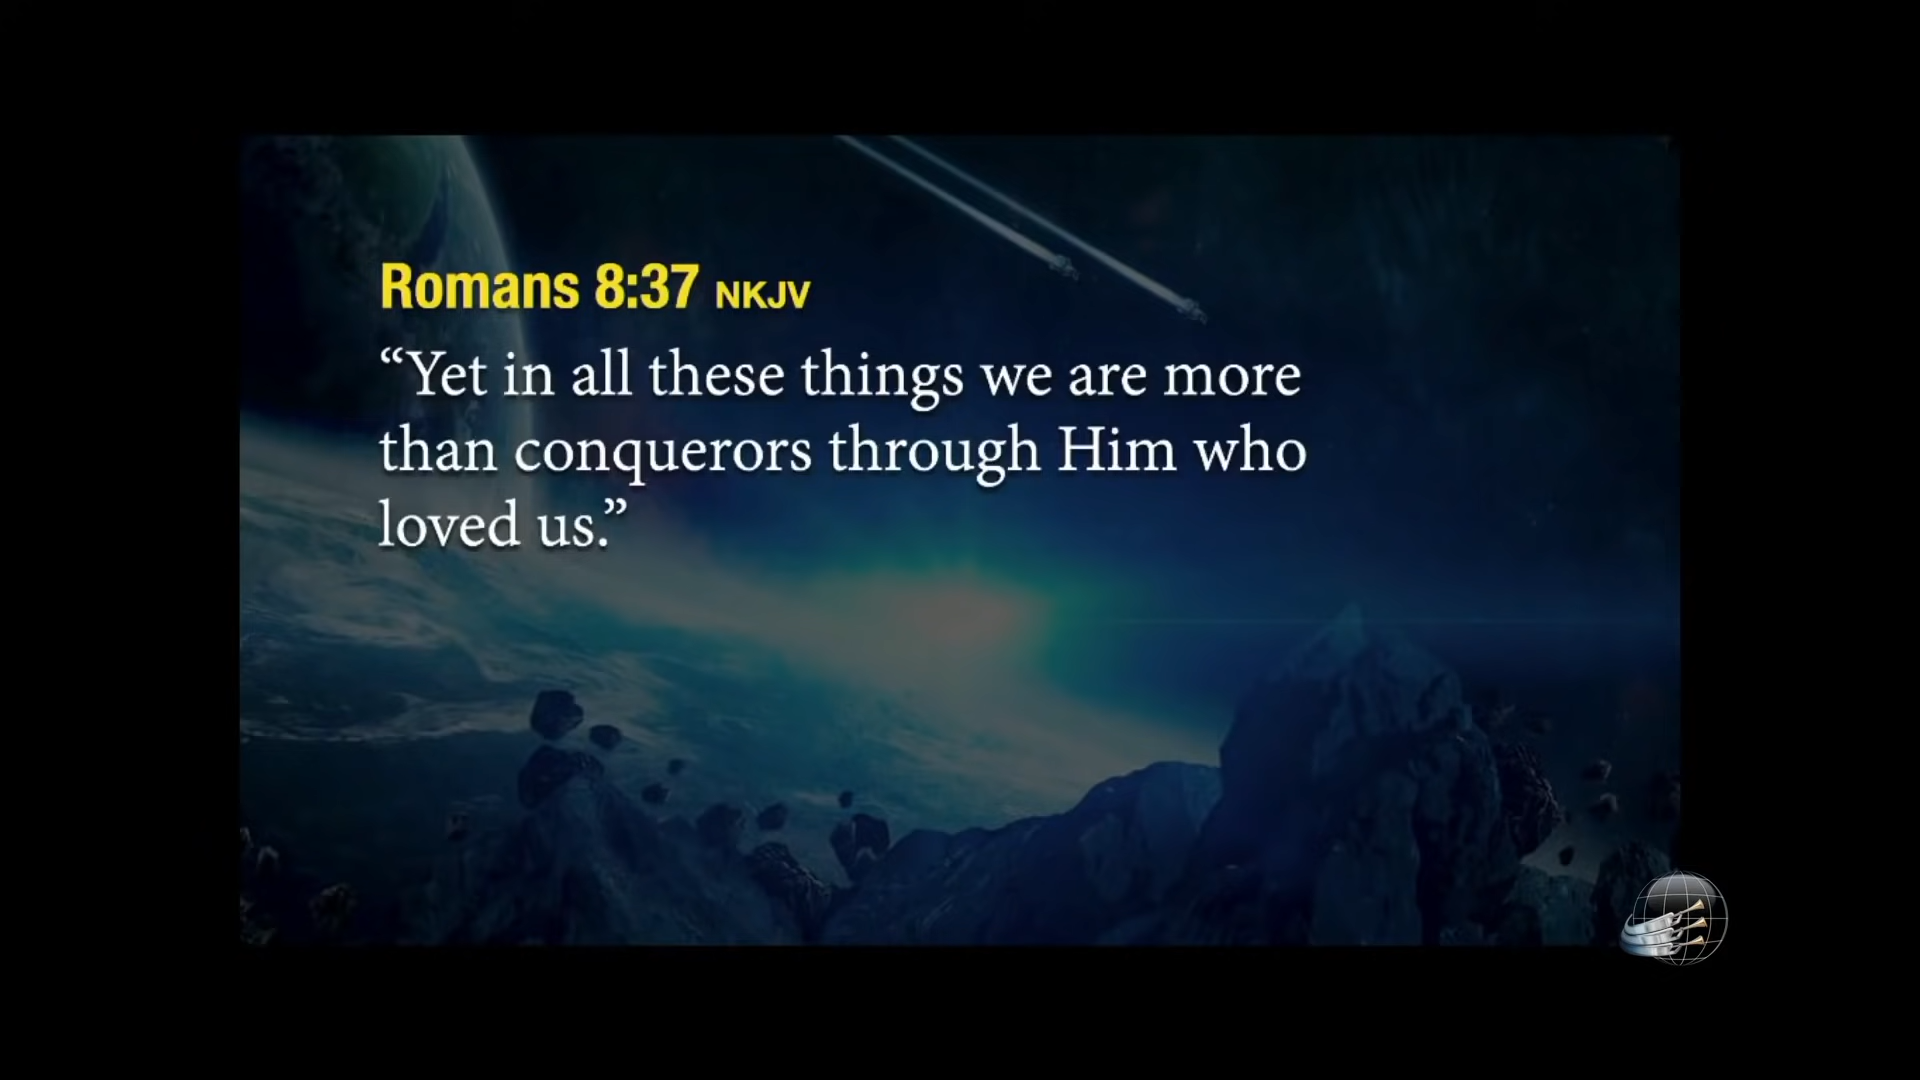 Romans 8:37 NKJV
“Yet in all these things we are more
than conquerors through Him who
loved us.”